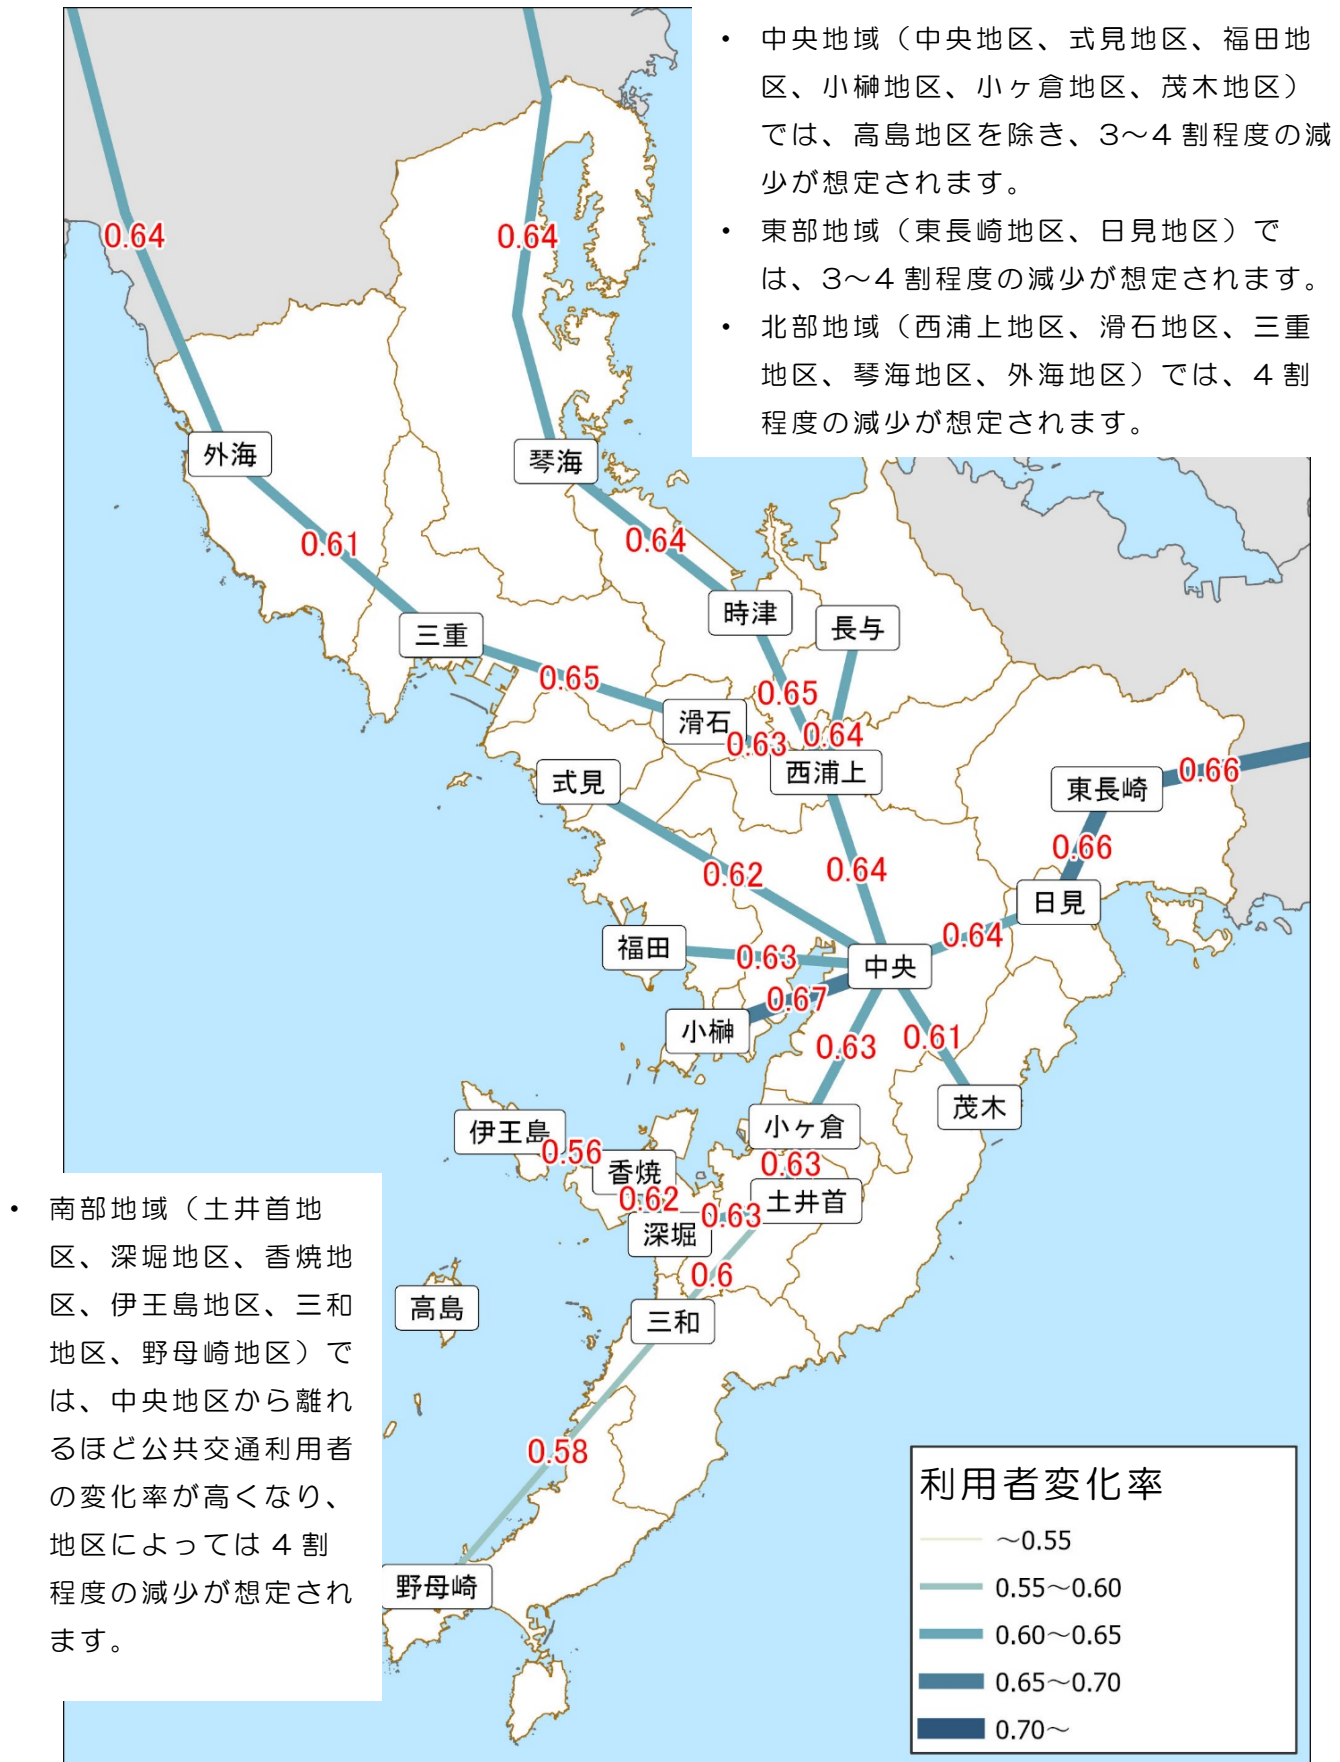 • 中央地域（中央地区、式見地区、福田地
区、小榊地区、小ヶ倉地区、茂木地区）
では、高島地区を除き、3～4 割程度の減
少が想定されます。
• 東部地域（東長崎地区、日見地区）で
は、3～4 割程度の減少が想定されます。
• 北部地域（西浦上地区、滑石地区、三重
地区、琴海地区、外海地区）では、4 割
程度の減少が想定されます。
0.64
0.64
外海
琴海
0.61
0.64
時津
長与
三重
0.65
0.65
滑石
0.63
0.64
西浦上
式見
0.66
東長崎
0.66
0.62
0.64
日見
0.64
福田
0.63
中央
0.67
小榊
0.63
0.61
茂木
小ヶ倉
伊王島
0.56
香焼
0.63
0.62
土井首
0.63
深堀
0.6
高島
三和
0.58
野母崎
• 南部地域（土井首地
区、深堀地区、香焼地
区、伊王島地区、三和
地区、野母崎地区）で
は、中央地区から離れ
るほど公共交通利用者
の変化率が高くなり、
地区によっては 4 割
程度の減少が想定され
ます。
利用者変化率
～0.55
0.55～0.60
0.60～0.65
0.65～0.70
0.70～